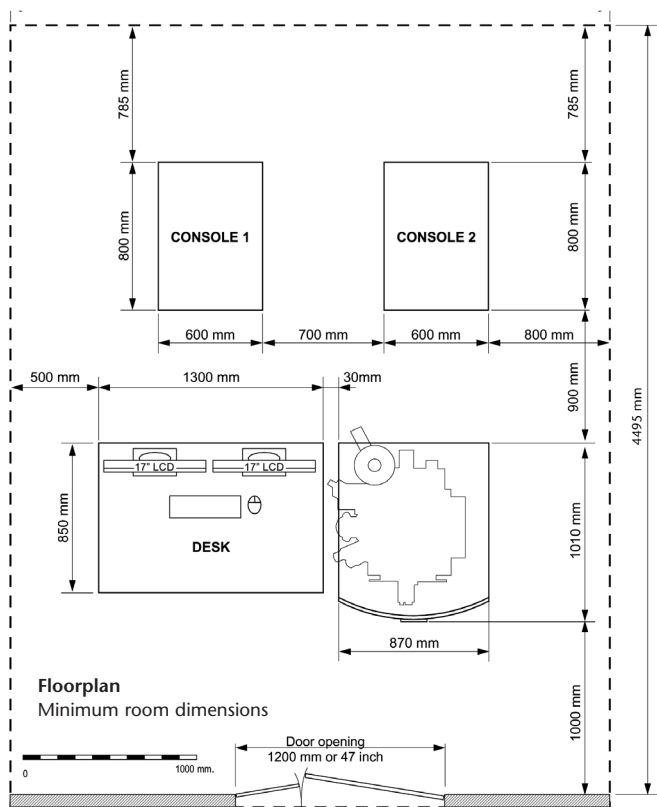 785 mm
785 mm
800 mm
CONSOLE 1
CONSOLE 2
800 mm
600 mm
700 mm
600 mm
800 mm
500 mm
1300 mm
30mm
900 mm
4495 mm
17" LCD
17" LCD
850 mm
DESK
1010 mm
870 mm
Floorplan
Minimum room dimensions
1000 mm
Door opening
1200 mm or 47 inch
0
1000 mm.